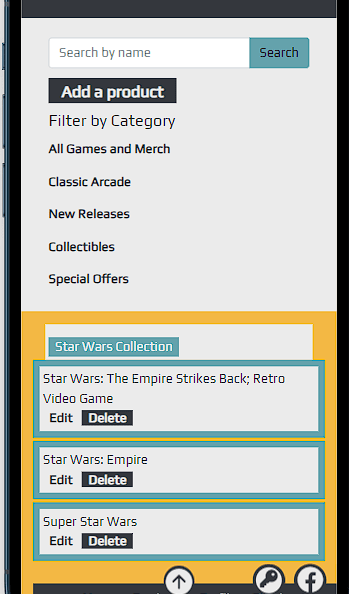 Search by name
Search
Add a product
Filter by Category
All Games and Merch
Classic Arcade
New Releases
Collectibles
Special Offers
Star Wars Collection
Star Wars: The Empire Strikes Back; Retro
Video Game
Edit Delete
Star Wars: Empire
Edit Delete
Super Star Wars
Edit Delete